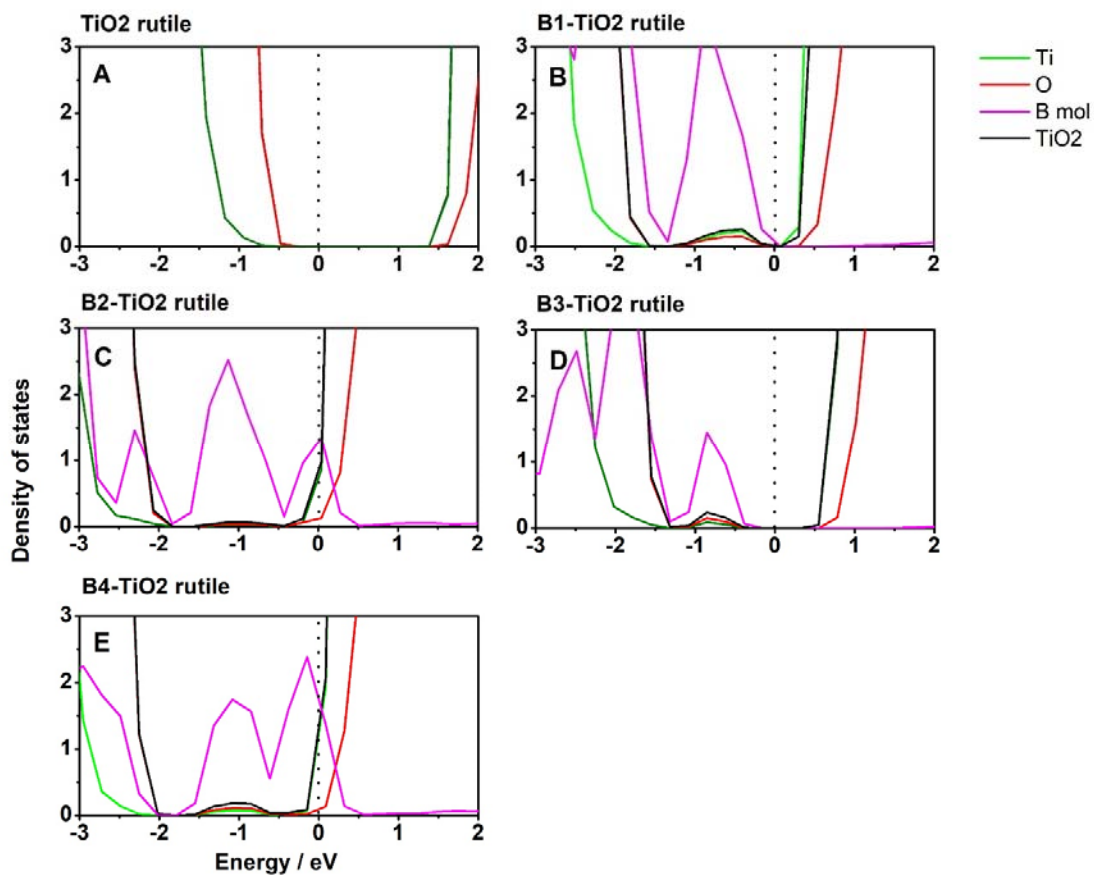 TiO2 rutile
B1-TiO2 rutile
3
2
1
0
A
-3 -2 -1 0 1 2
3
2
1
0
B
-3 -2 -1 0 1 2
Ti
O
B mol
TiO2
B2-TiO2 rutile
B3-TiO2 rutile
3
2
1
0
C
-3 -2 -1 0 1 2
3
2
1
0
D
-3 -2 -1 0 1 2
Density of states
B4-TiO2 rutile
3
2
1
0
E
-3 -2 -1 0 1 2
Energy / eV